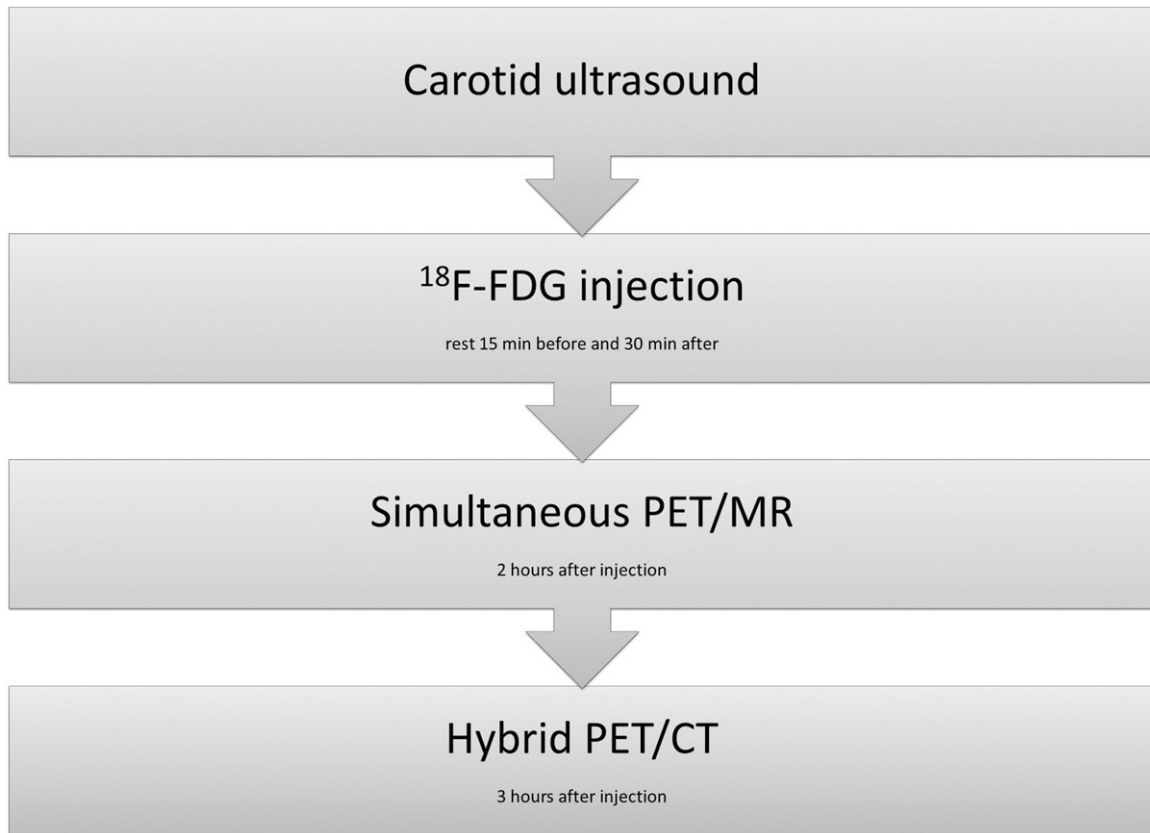 Carotid ultrasound
¹⁸F-FDG injection
rest 15 min before and 30 min after
Simultaneous PET/MR
2 hours after injection
Hybrid PET/CT
3 hours after injection